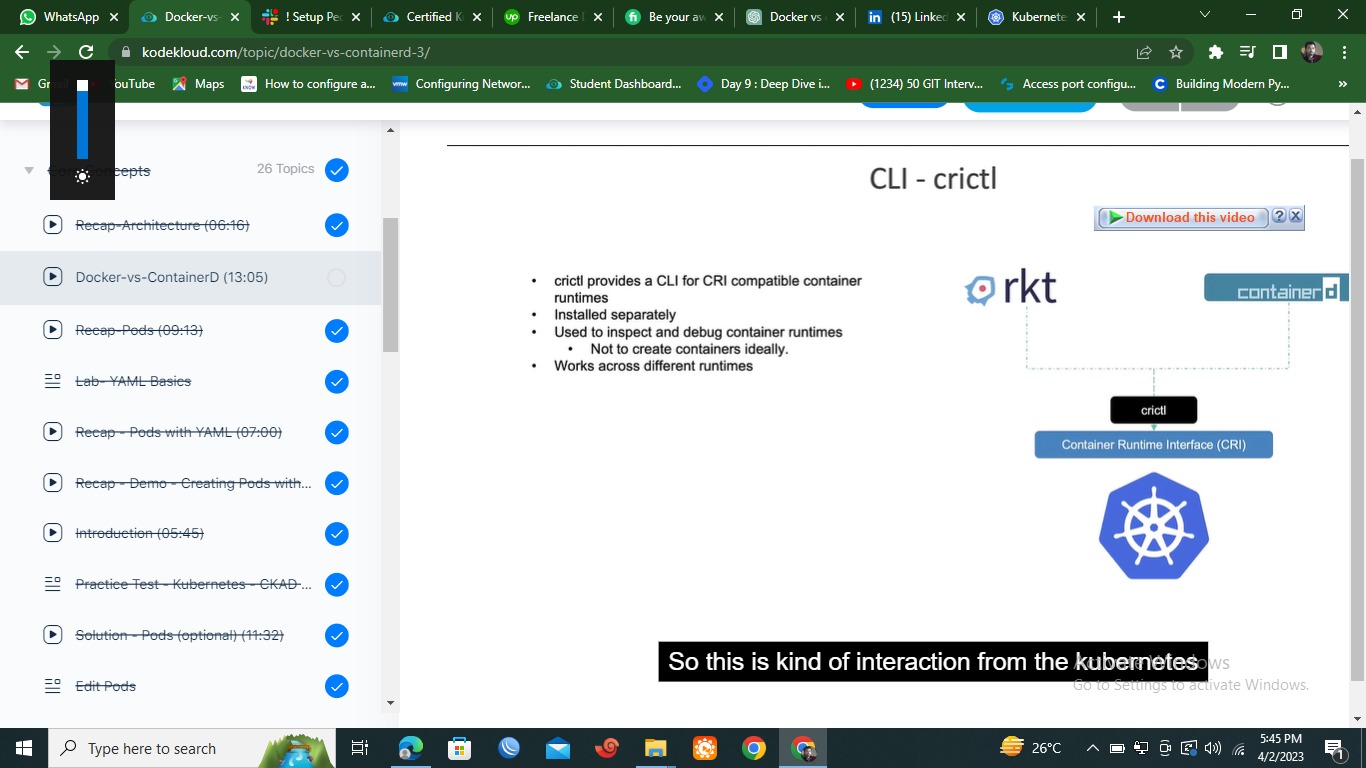 WhatsApp
Docker-vs-
! Setup Pe
Certified K
Freelance
Be your aw
Docker vs
(15) Linked
Kubernete
kodekloud.com/topic/docker-vs-containerd-3/
YouTube
Maps
How to configure a...
Configuring Networ...
Student Dashboard...
Day 9 : Deep Dive i...
(1234) 50 GIT Interv...
Access port configu...
Building Modern Py...
»
26 Topics
Recap-Architecture (06:16)
Docker-vs-ContainerD (13:05)
Recap-Pods (09:13)
Lab- YAML Basics
Recap - Pods with YAML (07:00)
Recap - Demo - Creating Pods with...
Introduction (05:45)
Practice Test - Kubernetes - CKAD ...
Solution - Pods (optional) (11:32)
Edit Pods
CLI - crictl
Download this video
? X
• crictl provides a CLI for CRI compatible container
runtimes
• Installed separately
• Used to inspect and debug container runtimes
• Not to create containers ideally.
• Works across different runtimes
rkt
containerd
crictl
Container Runtime Interface (CRI)
So this is kind of interaction from the kubernetes
Activate Windows
Go to Settings to activate Windows.
Type here to search
26°C
5:45 PM
4/2/2023
1